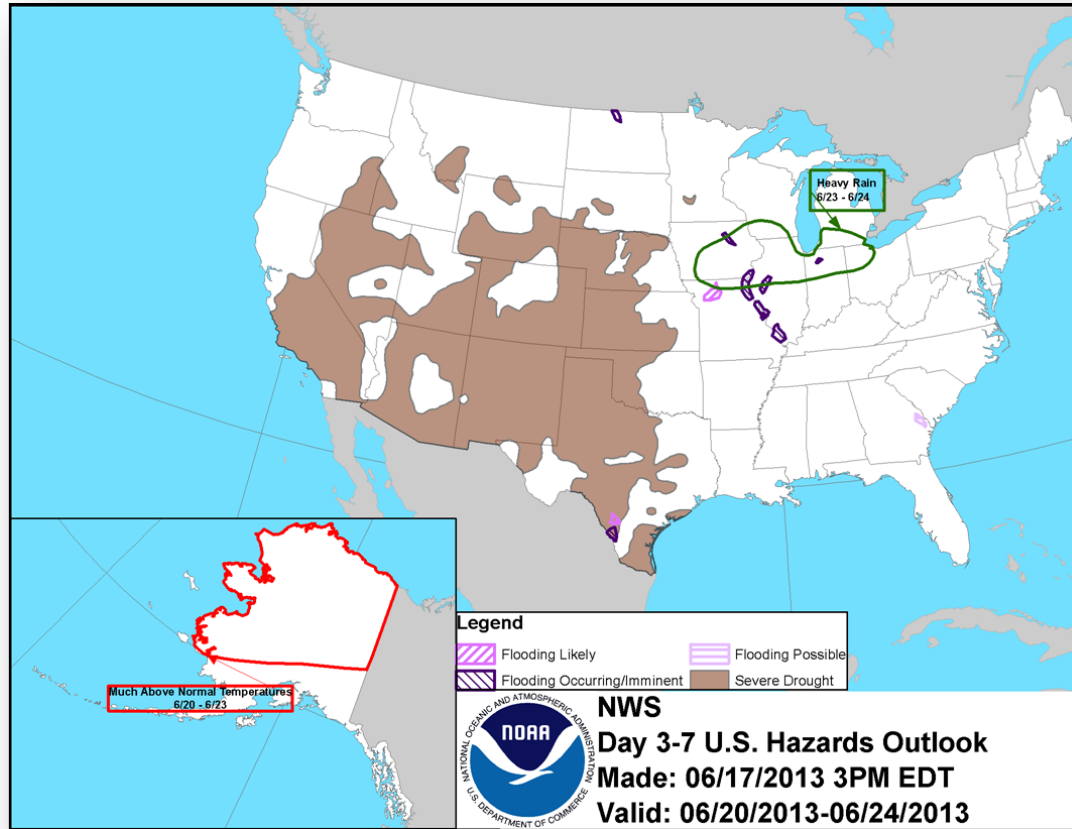 Heavy Rain
6/23 - 6/24
Much Above Normal Temperatures
6/20 - 6/23
Legend
Flooding Likely
Flooding Possible
Flooding Occurring/Imminent
Severe Drought
NATIONAL OCEANIC AND ATMOSPHERIC ADMINISTRATION
NOAA
U.S. DEPARTMENT OF COMMERCE
NWS
Day 3-7 U.S. Hazards Outlook
Made: 06/17/2013 3PM EDT
Valid: 06/20/2013-06/24/2013